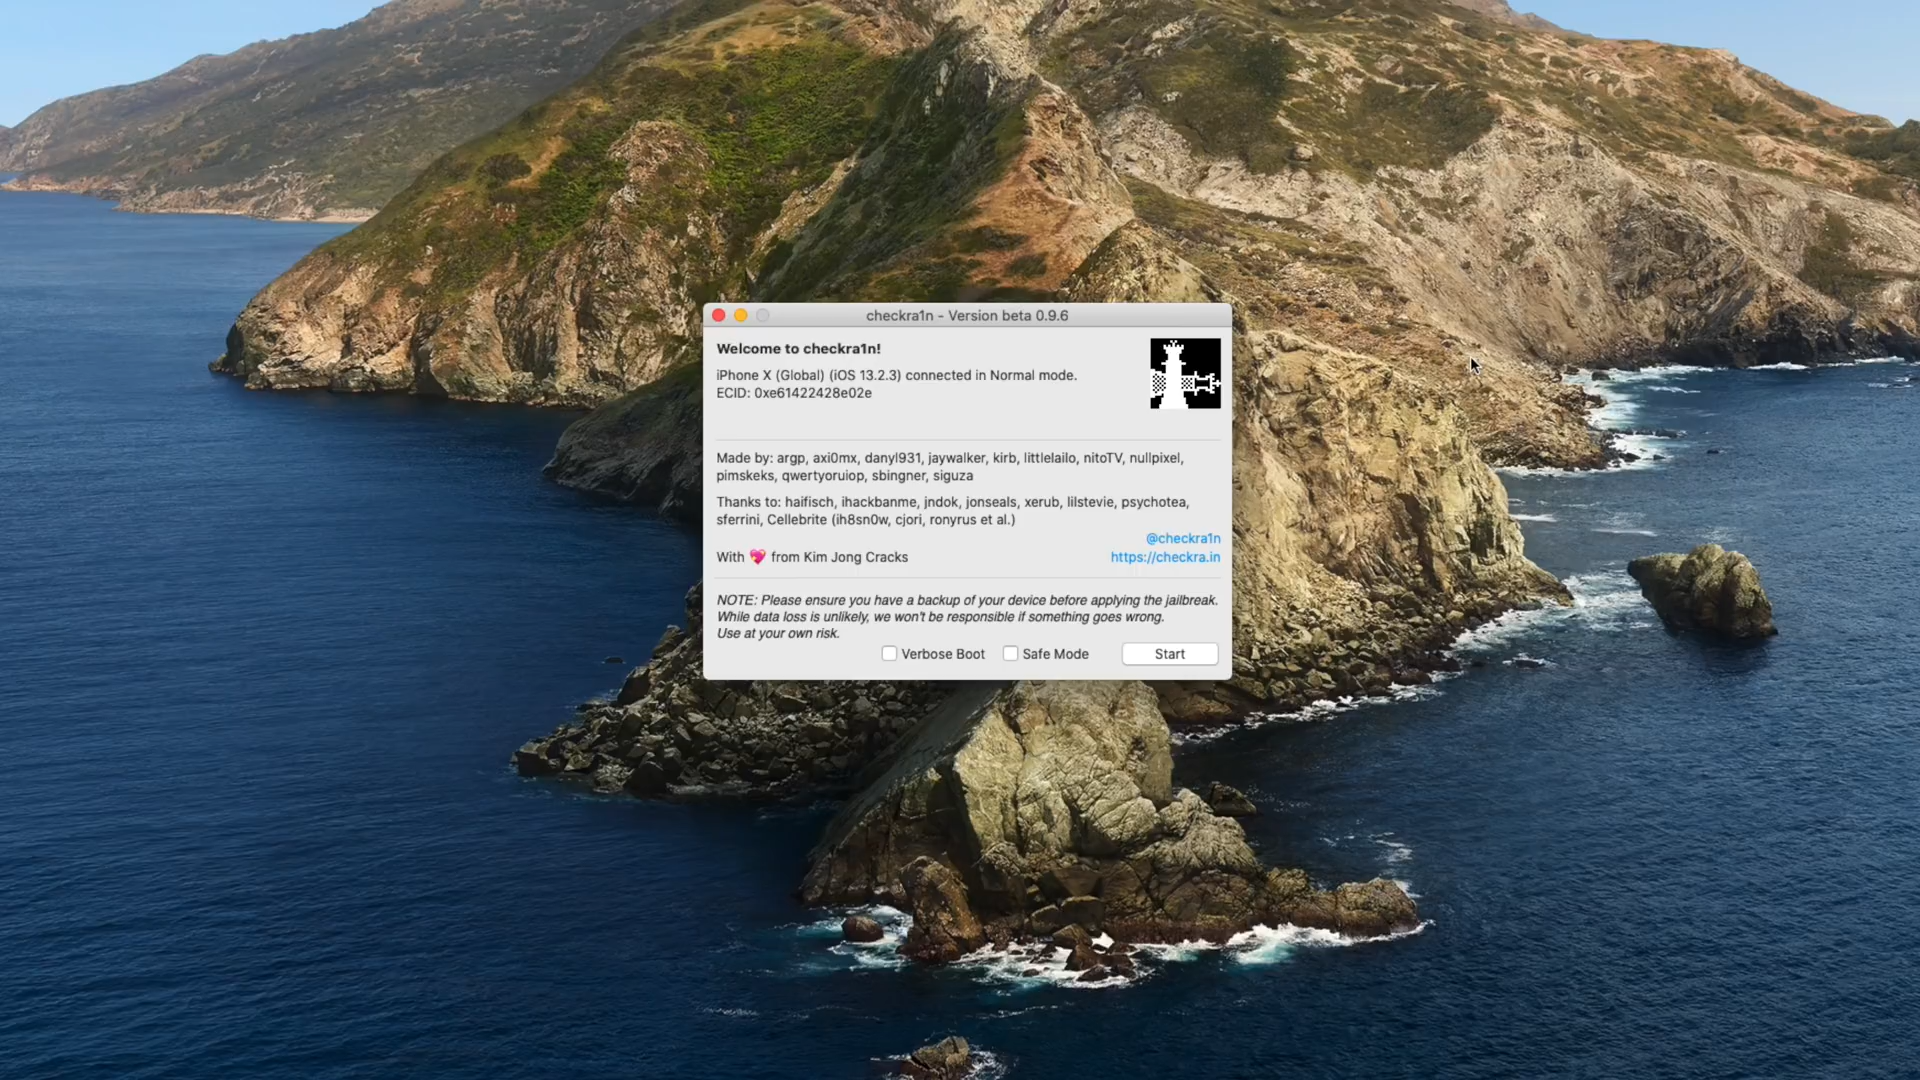 checkra1n - Version beta 0.9.6
Welcome to checkra1n!
iPhone X (Global) (iOS 13.2.3) connected in Normal mode.
ECID: 0xe61422428e02e
Made by: argp, axi0mx, danyl931, jaywalker, kirb, littlelailo, nitoTV, nullpixel,
pimskeks, qwertyoruiop, sbingner, siguza
Thanks to: haifisch, ihackbanme, jndok, jonseals, xerub, lilstevie, psychotea,
sferrini, Cellebrite (ih8sn0w, cjori, ronyrus et al.)
@checkra1n
With 💖 from Kim Jong Cracks
https://checkra.in
NOTE: Please ensure you have a backup of your device before applying the jailbreak.
While data loss is unlikely, we won't be responsible if something goes wrong.
Use at your own risk.
Verbose Boot
Safe Mode
Start